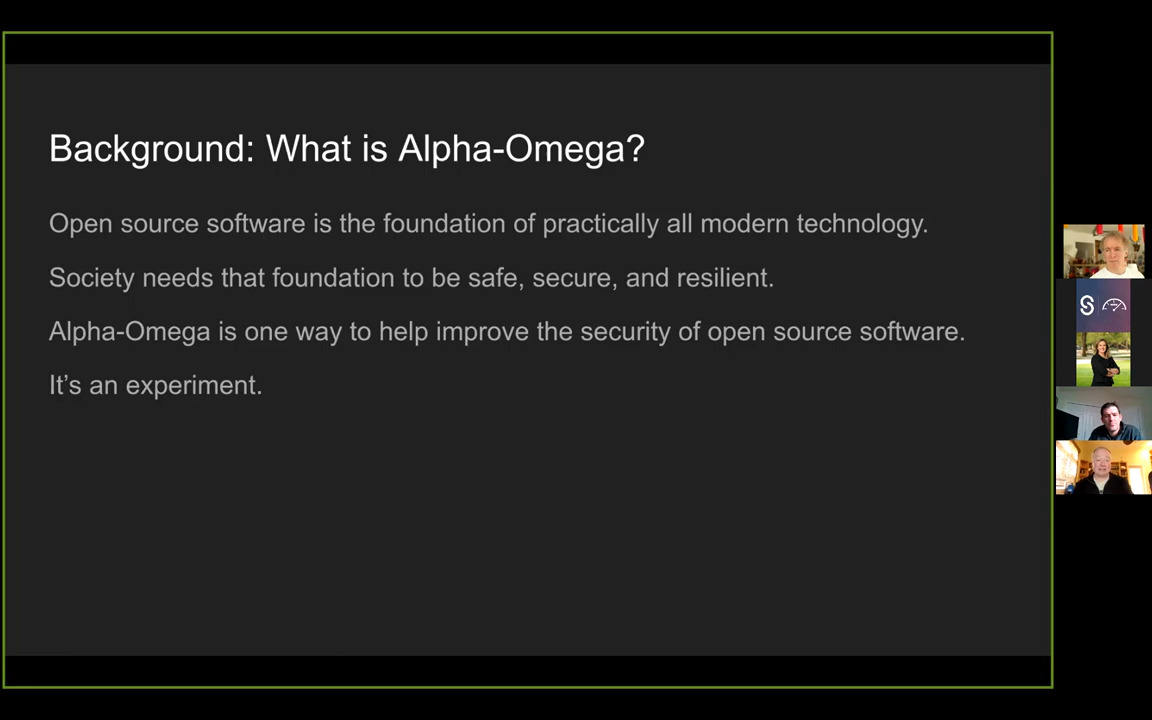 Background: What is Alpha-Omega?
Open source software is the foundation of practically all modern technology.
Society needs that foundation to be safe, secure, and resilient.
Alpha-Omega is one way to help improve the security of open source software.
It's an experiment.